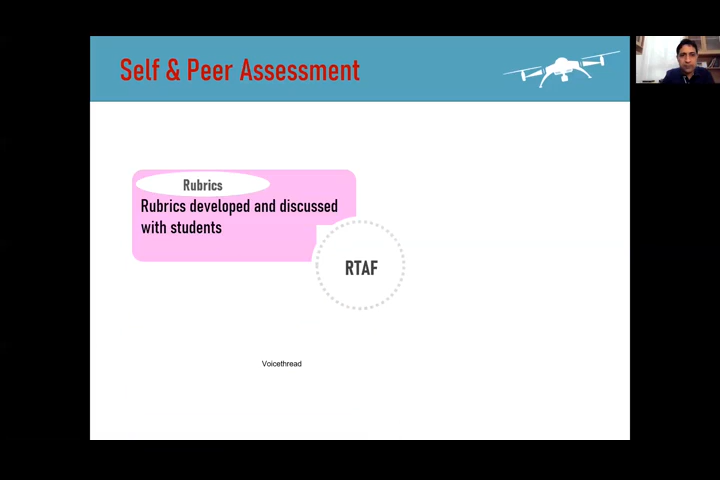 Self & Peer Assessment
Rubrics
Rubrics developed and discussed
with students
RTAF
Voicethread